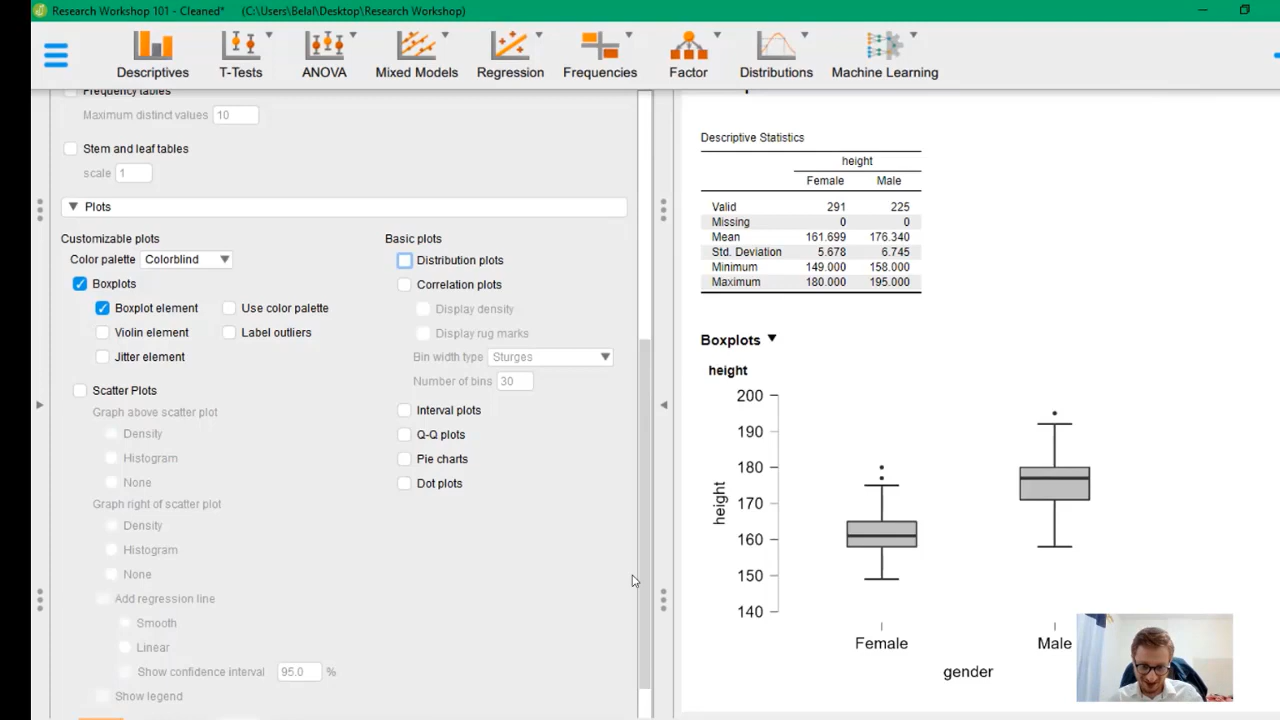 Research Workshop 101 - Cleaned* (C:\Users\Belal\Desktop\Research Workshop)
Descriptives T-Tests ANOVA Mixed Models Regression Frequencies Factor Distributions Machine Learning
Frequency tables
Maximum distinct values 10
Stem and leaf tables
scale 1
Plots
Customizable plots
Color palette Colorblind
Boxplots
Boxplot element Use color palette
Violin element Label outliers
Jitter element
Scatter Plots
Graph above scatter plot
Density
Histogram
None
Graph right of scatter plot
Density
Histogram
None
Add regression line
Smooth
Linear
Show confidence interval 95.0 %
Show legend
Basic plots
Distribution plots
Correlation plots
Display density
Display rug marks
Bin width type Sturges
Number of bins 30
Interval plots
Q-Q plots
Pie charts
Dot plots
Descriptive Statistics
height
Female Male
Valid 291 225
Missing 0 0
Mean 161.699 176.340
Std. Deviation 5.678 6.745
Minimum 149.000 158.000
Maximum 180.000 195.000
Boxplots
height
200
190
180
170
160
150
140
height
Female Male
gender